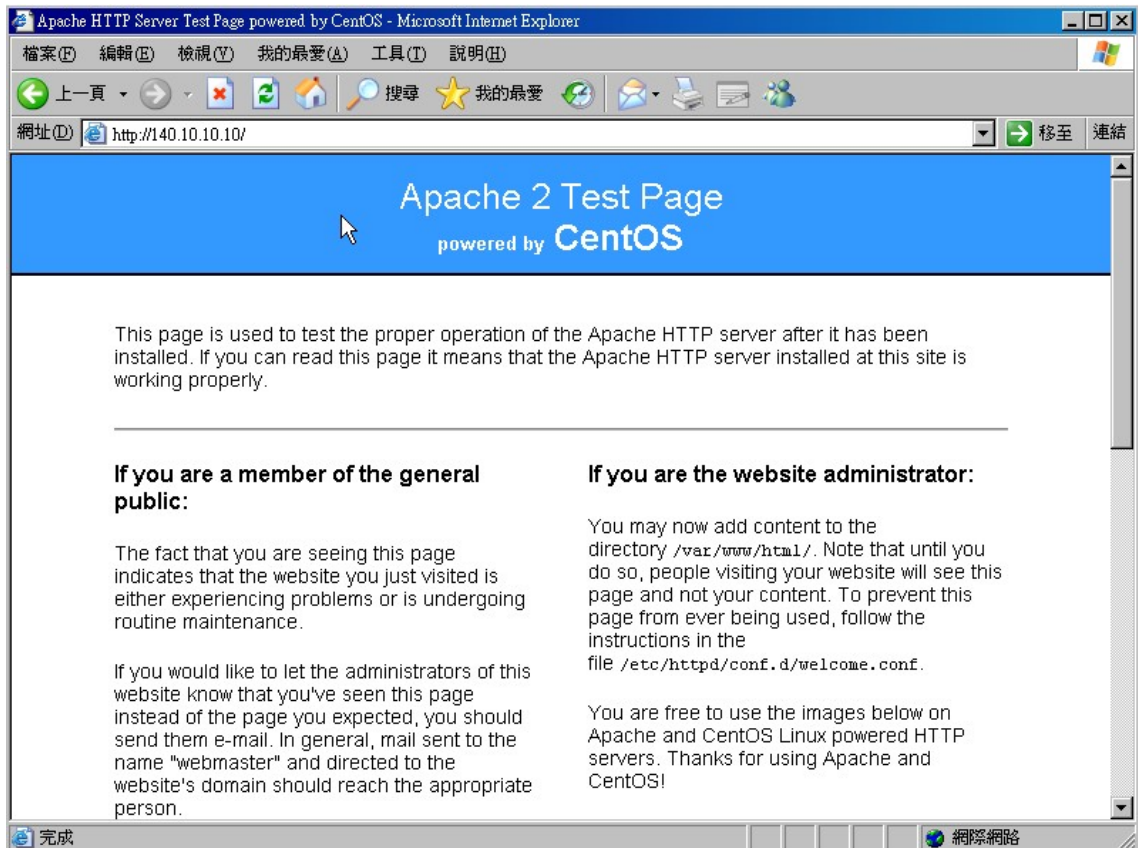 Apache HTTP Server Test Page powered by CentOS - Microsoft Internet Explorer
檔案(F) 編輯(E) 檢視(V) 我的最愛(A) 工具(T) 說明(H)
上一頁 搜尋 我的最愛
網址(D) http://140.10.10.10/ 移至 連結
Apache 2 Test Page
powered by CentOS
This page is used to test the proper operation of the Apache HTTP server after it has been
installed. If you can read this page it means that the Apache HTTP server installed at this site is
working properly.
If you are a member of the general
public:
The fact that you are seeing this page
indicates that the website you just visited is
either experiencing problems or is undergoing
routine maintenance.
If you would like to let the administrators of this
website know that you've seen this page
instead of the page you expected, you should
send them e-mail. In general, mail sent to the
name "webmaster" and directed to the
website's domain should reach the appropriate
person.
If you are the website administrator:
You may now add content to the
directory /var/www/html/. Note that until you
do so, people visiting your website will see this
page and not your content. To prevent this
page from ever being used, follow the
instructions in the
file /etc/httpd/conf.d/welcome.conf.
You are free to use the images below on
Apache and CentOS Linux powered HTTP
servers. Thanks for using Apache and
CentOS!
完成 網際網路